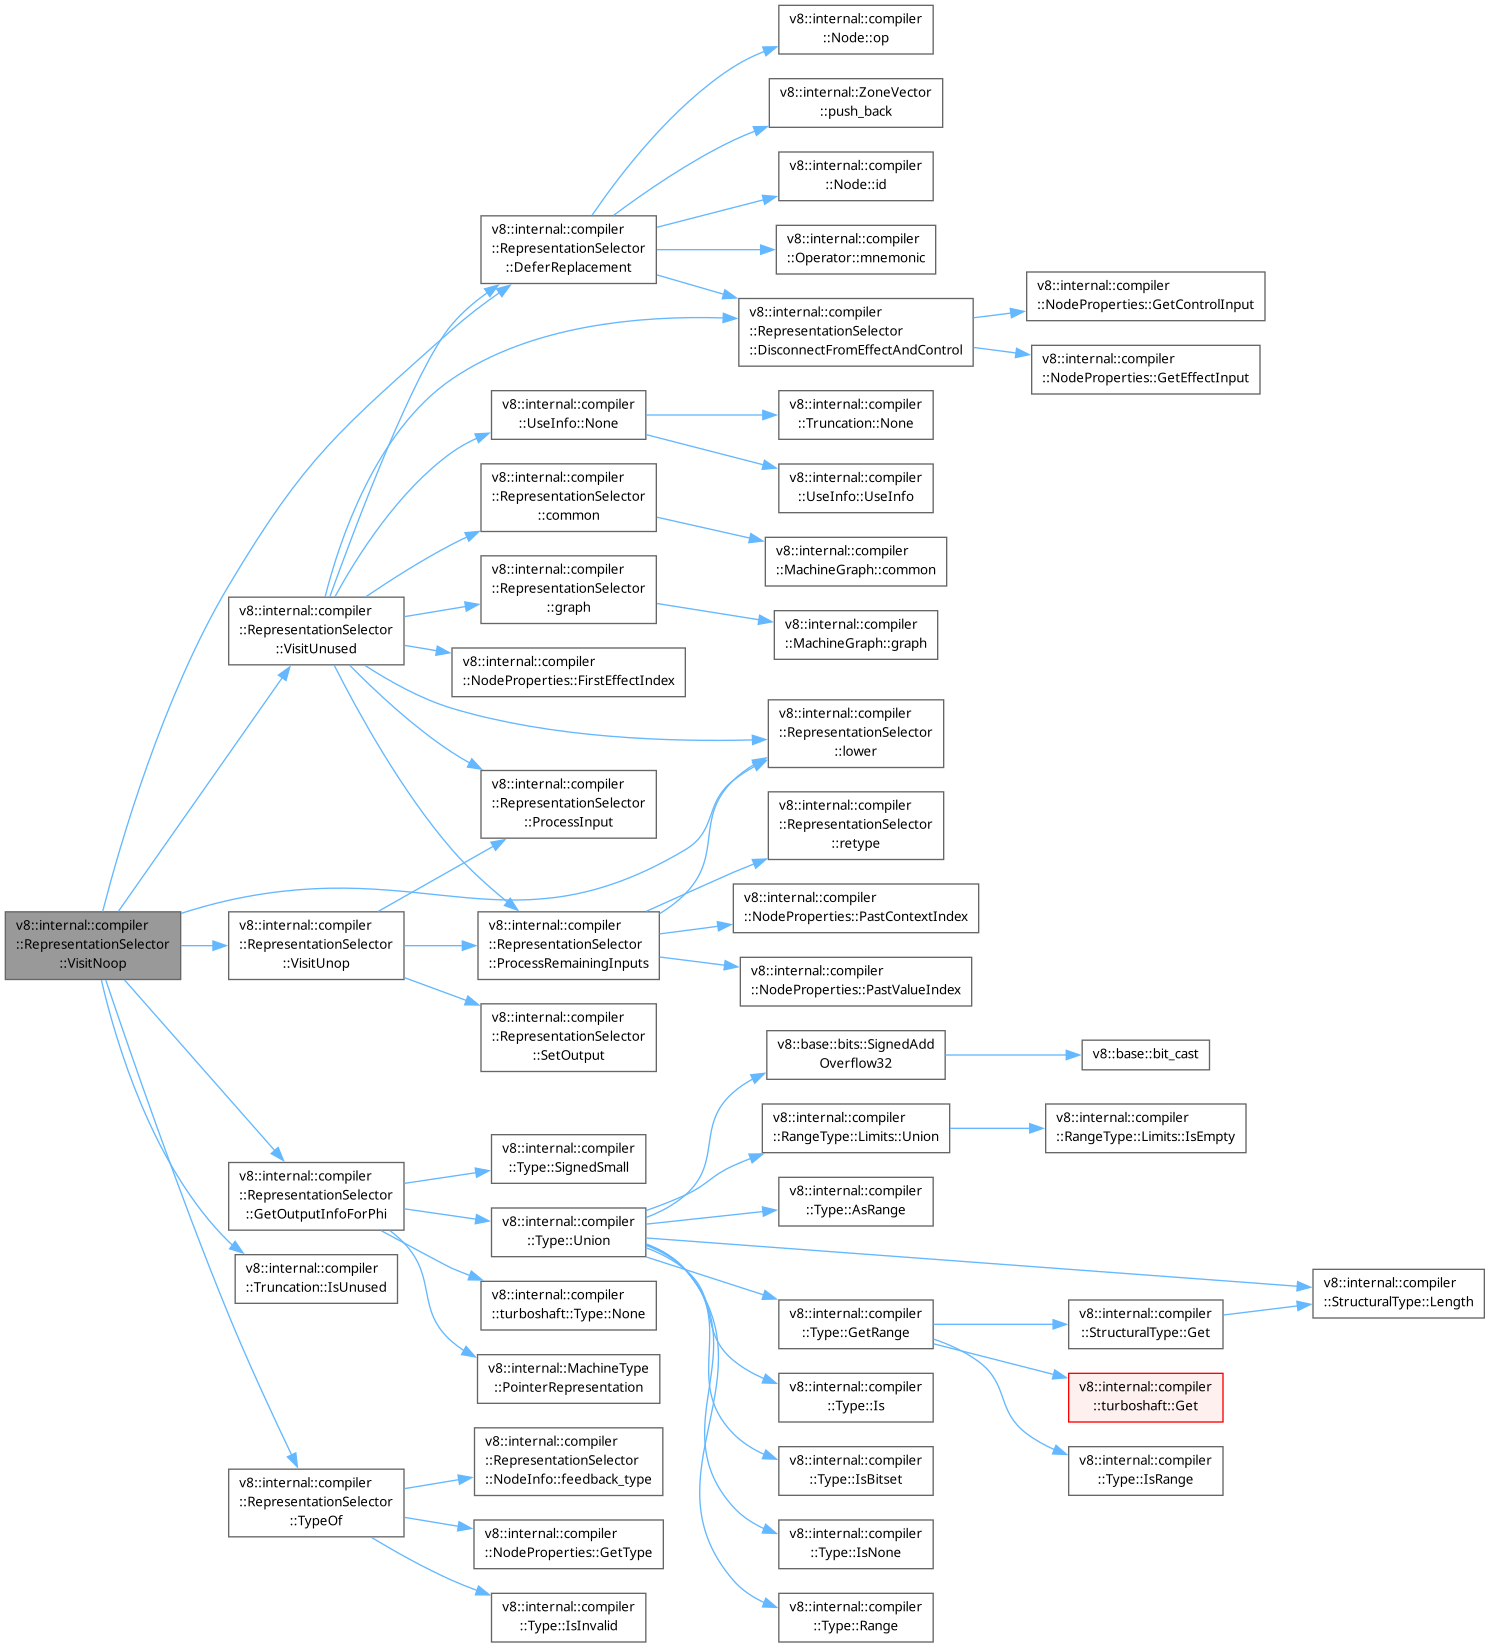 v8::internal::compiler
::RepresentationSelector
::VisitNoop
v8::internal::compiler
::RepresentationSelector
::VisitUnused
v8::internal::compiler
::RepresentationSelector
::VisitUnop
v8::internal::compiler
::RepresentationSelector
::GetOutputInfoForPhi
v8::internal::compiler
::Truncation::IsUnused
v8::internal::compiler
::RepresentationSelector
::TypeOf
v8::internal::compiler
::RepresentationSelector
::DeferReplacement
v8::internal::compiler
::UseInfo::None
v8::internal::compiler
::RepresentationSelector
::common
v8::internal::compiler
::RepresentationSelector
::graph
v8::internal::compiler
::NodeProperties::FirstEffectIndex
v8::internal::compiler
::RepresentationSelector
::ProcessInput
v8::internal::compiler
::RepresentationSelector
::ProcessRemainingInputs
v8::internal::compiler
::RepresentationSelector
::SetOutput
v8::internal::compiler
::Type::SignedSmall
v8::internal::compiler
::Type::Union
v8::internal::compiler
::turboshaft::Type::None
v8::internal::MachineType
::PointerRepresentation
v8::internal::compiler
::RepresentationSelector
::NodeInfo::feedback_type
v8::internal::compiler
::NodeProperties::GetType
v8::internal::compiler
::Type::IsInvalid
v8::internal::compiler
::Node::op
v8::internal::ZoneVector
::push_back
v8::internal::compiler
::Node::id
v8::internal::compiler
::Operator::mnemonic
v8::internal::compiler
::RepresentationSelector
::DisconnectFromEffectAndControl
v8::internal::compiler
::Truncation::None
v8::internal::compiler
::UseInfo::UseInfo
v8::internal::compiler
::MachineGraph::common
v8::internal::compiler
::MachineGraph::graph
v8::internal::compiler
::RepresentationSelector
::lower
v8::internal::compiler
::RepresentationSelector
::retype
v8::internal::compiler
::NodeProperties::PastContextIndex
v8::internal::compiler
::NodeProperties::PastValueIndex
v8::base::bits::SignedAdd
Overflow32
v8::internal::compiler
::RangeType::Limits::Union
v8::internal::compiler
::Type::AsRange
v8::internal::compiler
::Type::GetRange
v8::internal::compiler
::Type::Is
v8::internal::compiler
::Type::IsBitset
v8::internal::compiler
::Type::IsNone
v8::internal::compiler
::Type::Range
v8::internal::compiler
::NodeProperties::GetControlInput
v8::internal::compiler
::NodeProperties::GetEffectInput
v8::base::bit_cast
v8::internal::compiler
::RangeType::Limits::IsEmpty
v8::internal::compiler
::StructuralType::Get
v8::internal::compiler
::turboshaft::Get
v8::internal::compiler
::Type::IsRange
v8::internal::compiler
::StructuralType::Length